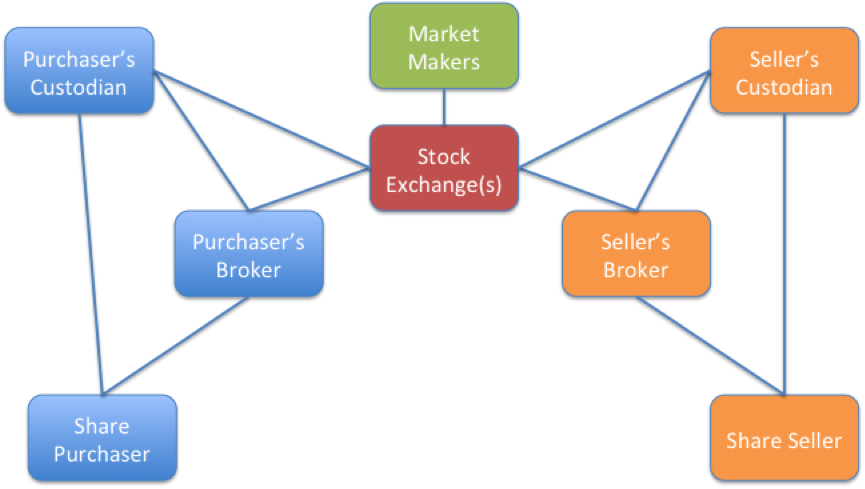 Purchaser’s
Custodian
Market
Makers
Seller’s
Custodian
Stock
Exchange(s)
Purchaser’s
Broker
Seller’s
Broker
Share
Purchaser
Share Seller